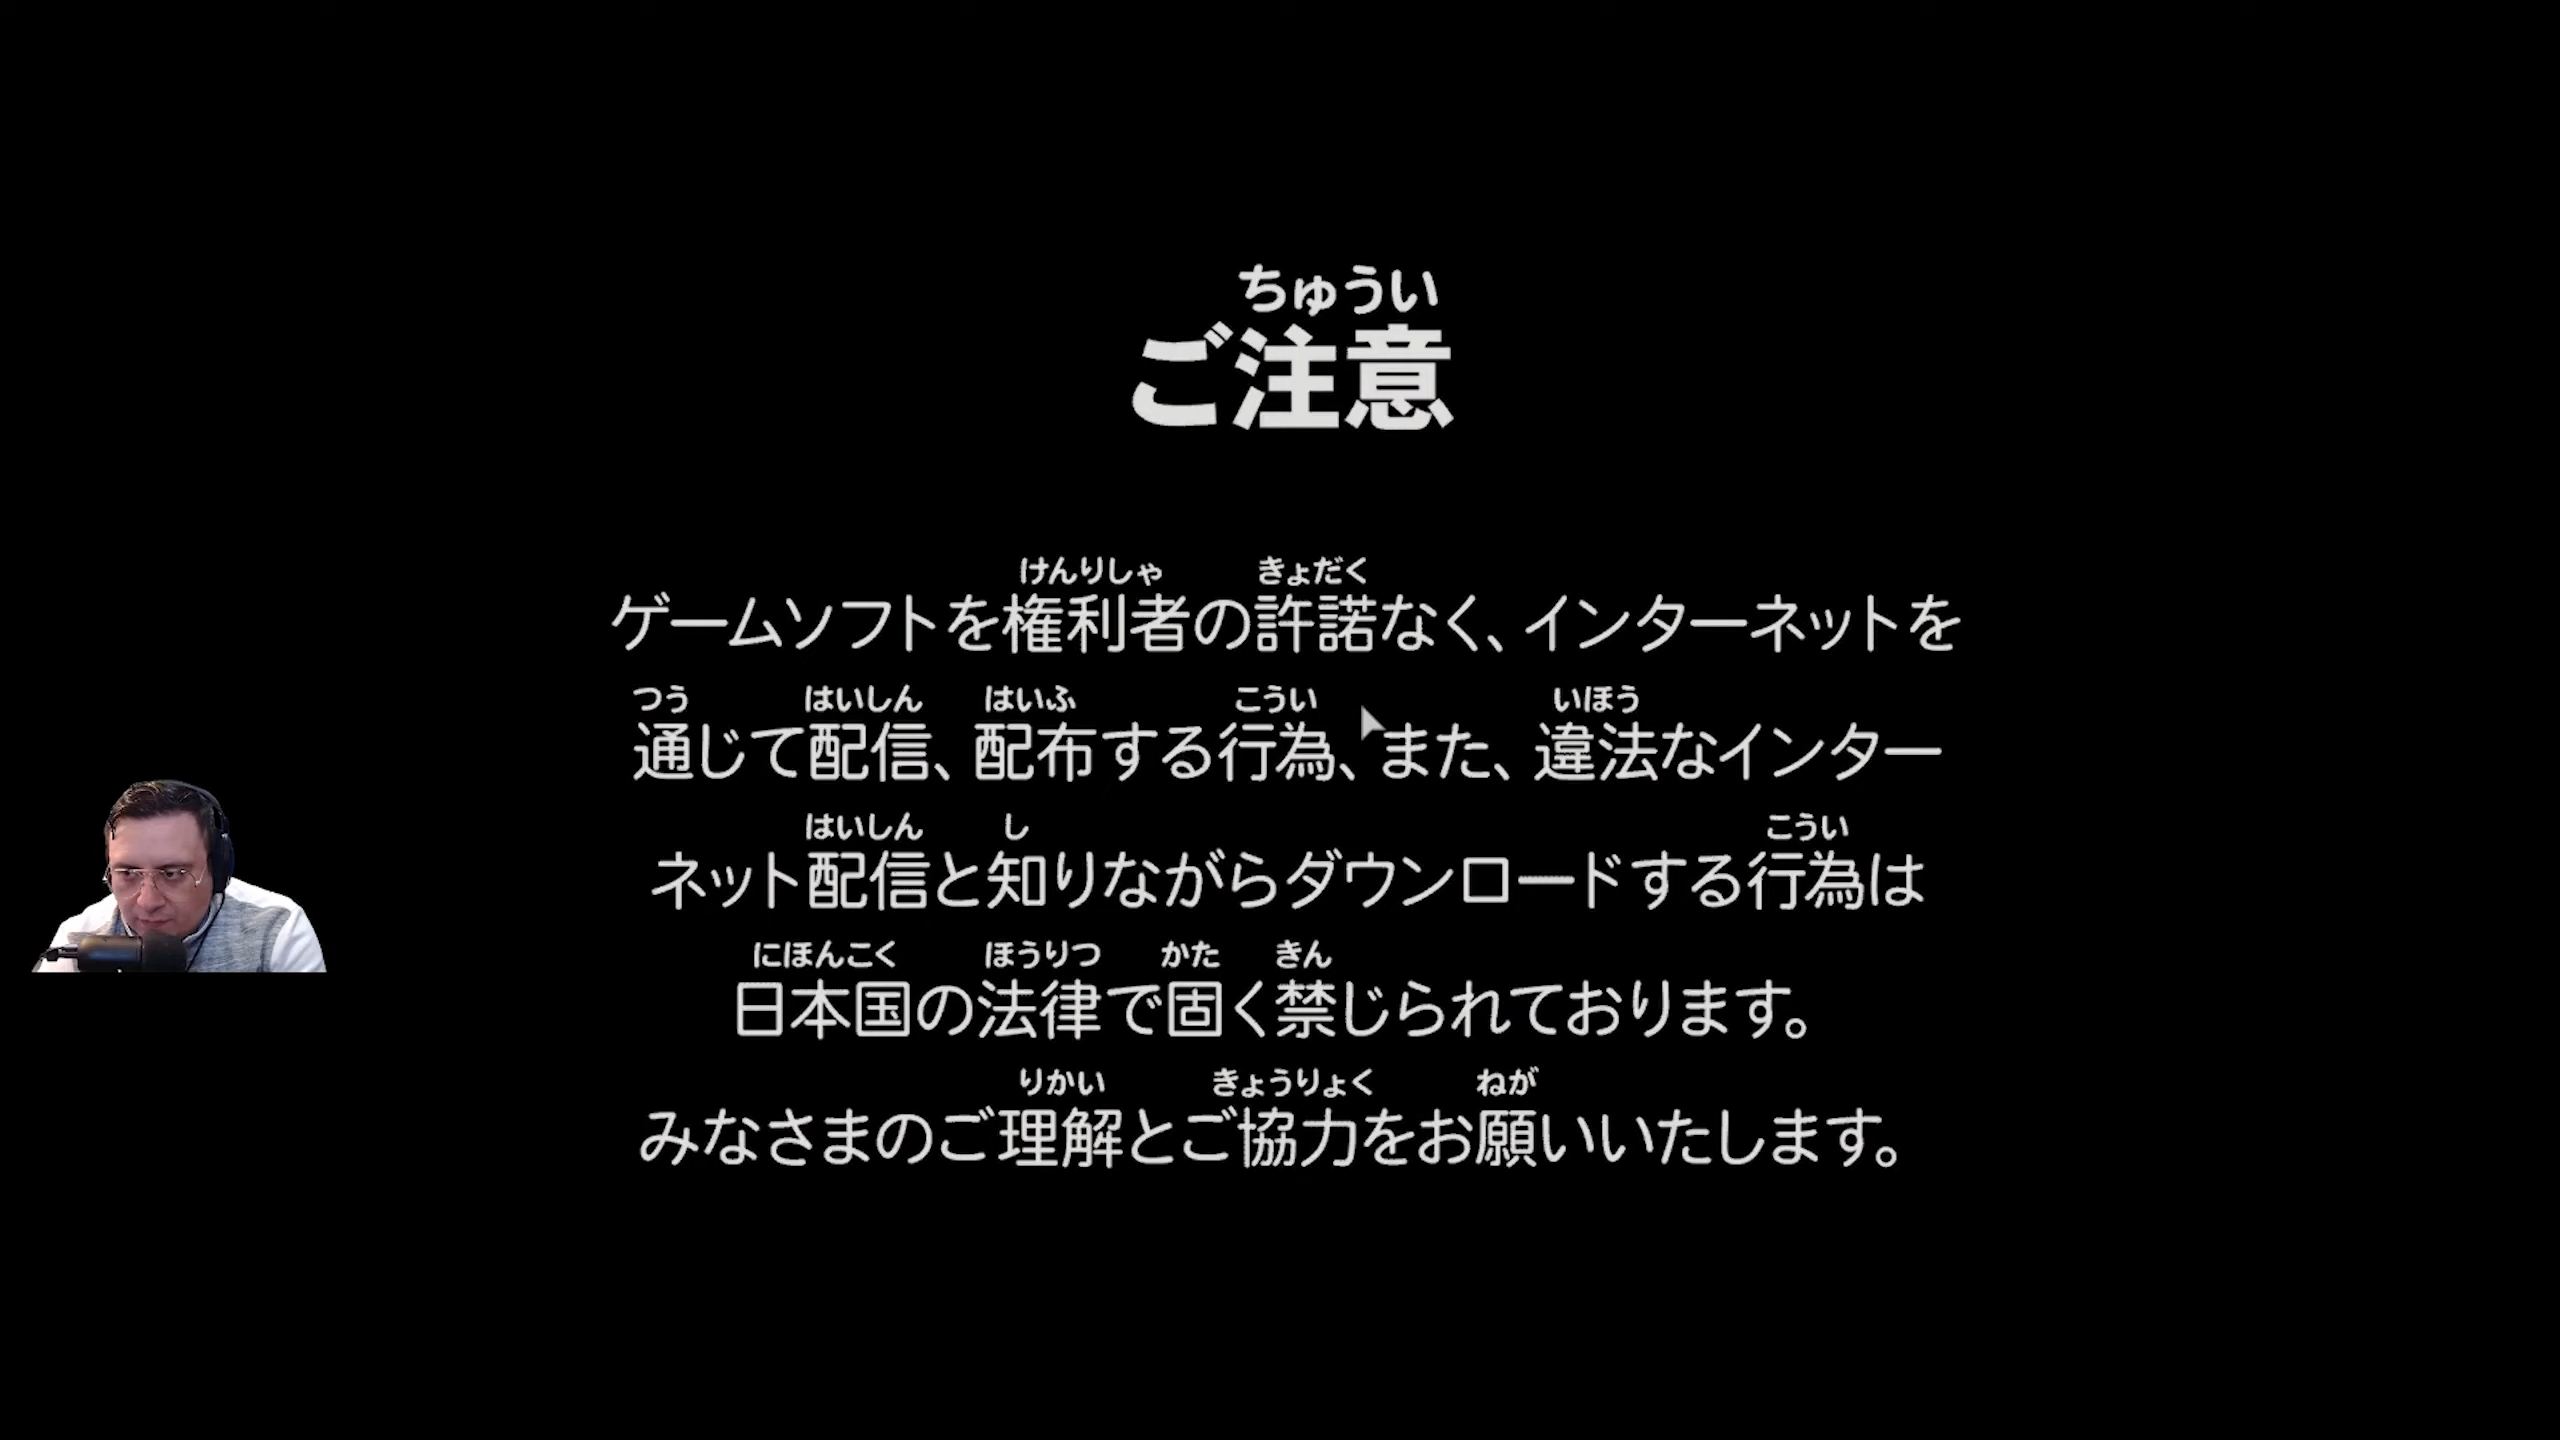 ちゅうい
ご注意
けんりしゃ きょだく
ゲームソフトを権利者の許諾なく、インターネットを
つう はいしん はいふ こうい いほう
通じて配信、配布する行為、また、違法なインター
はいしん し こうい
ネット配信と知りながらダウンロードする行為は
にほんこく ほうりつ かた きん
日本国の法律で固く禁じられております。
りかい きょうりょく ねが
みなさまのご理解とご協力をお願いいたします。